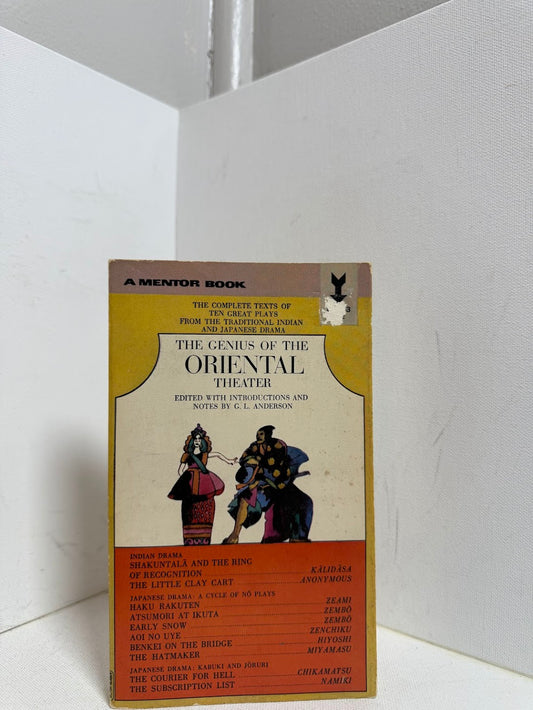 A MENTOR BOOK
THE COMPLETE TEXTS OF
TEN GREAT PLAYS
FROM THE TRADITIONAL INDIAN
AND JAPANESE DRAMA
THE GENIUS OF THE
ORIENTAL
THEATER
EDITED WITH INTRODUCTIONS AND
NOTES BY G. L. ANDERSON
INDIAN DRAMA
SHAKUNTALĀ AND THE RING
OF RECOGNITION KĀLIDĀSA
THE LITTLE CLAY CART ANONYMOUS
JAPANESE DRAMA: A CYCLE OF NŌ PLAYS
HAKU RAKUTEN ZEAMI
ATSUMORI AT IKUTA ZEMBŌ
EARLY SNOW ZEMBŌ
AOI NO UYE ZENCHIKU
BENKEI ON THE BRIDGE HIYOSHI
THE HATMAKER MIYAMASU
JAPANESE DRAMA: KABUKI AND JŌRURI
THE COURIER FOR HELL CHIKAMATSU
THE SUBSCRIPTION LIST NAMIKI